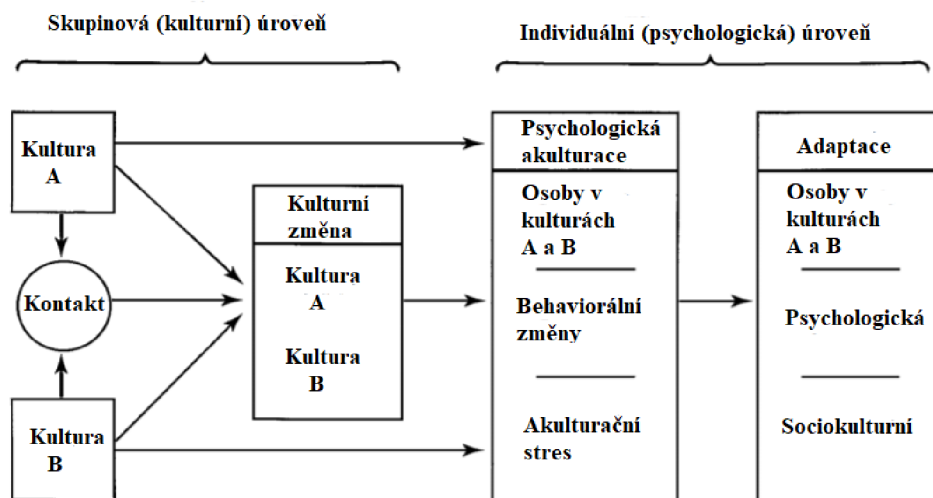 Skupinová (kulturní) úroveň
Individuální (psychologická) úroveň
Kultura
A
Kontakt
Kultura
B
Kulturní
změna
Kultura
A
Kultura
B
Psychologická
akulturace
Osoby v
kulturách
A a B
Behaviorální
změny
Akulturační
stres
Adaptace
Osoby v
kulturách
A a B
Psychologická
Sociokulturní